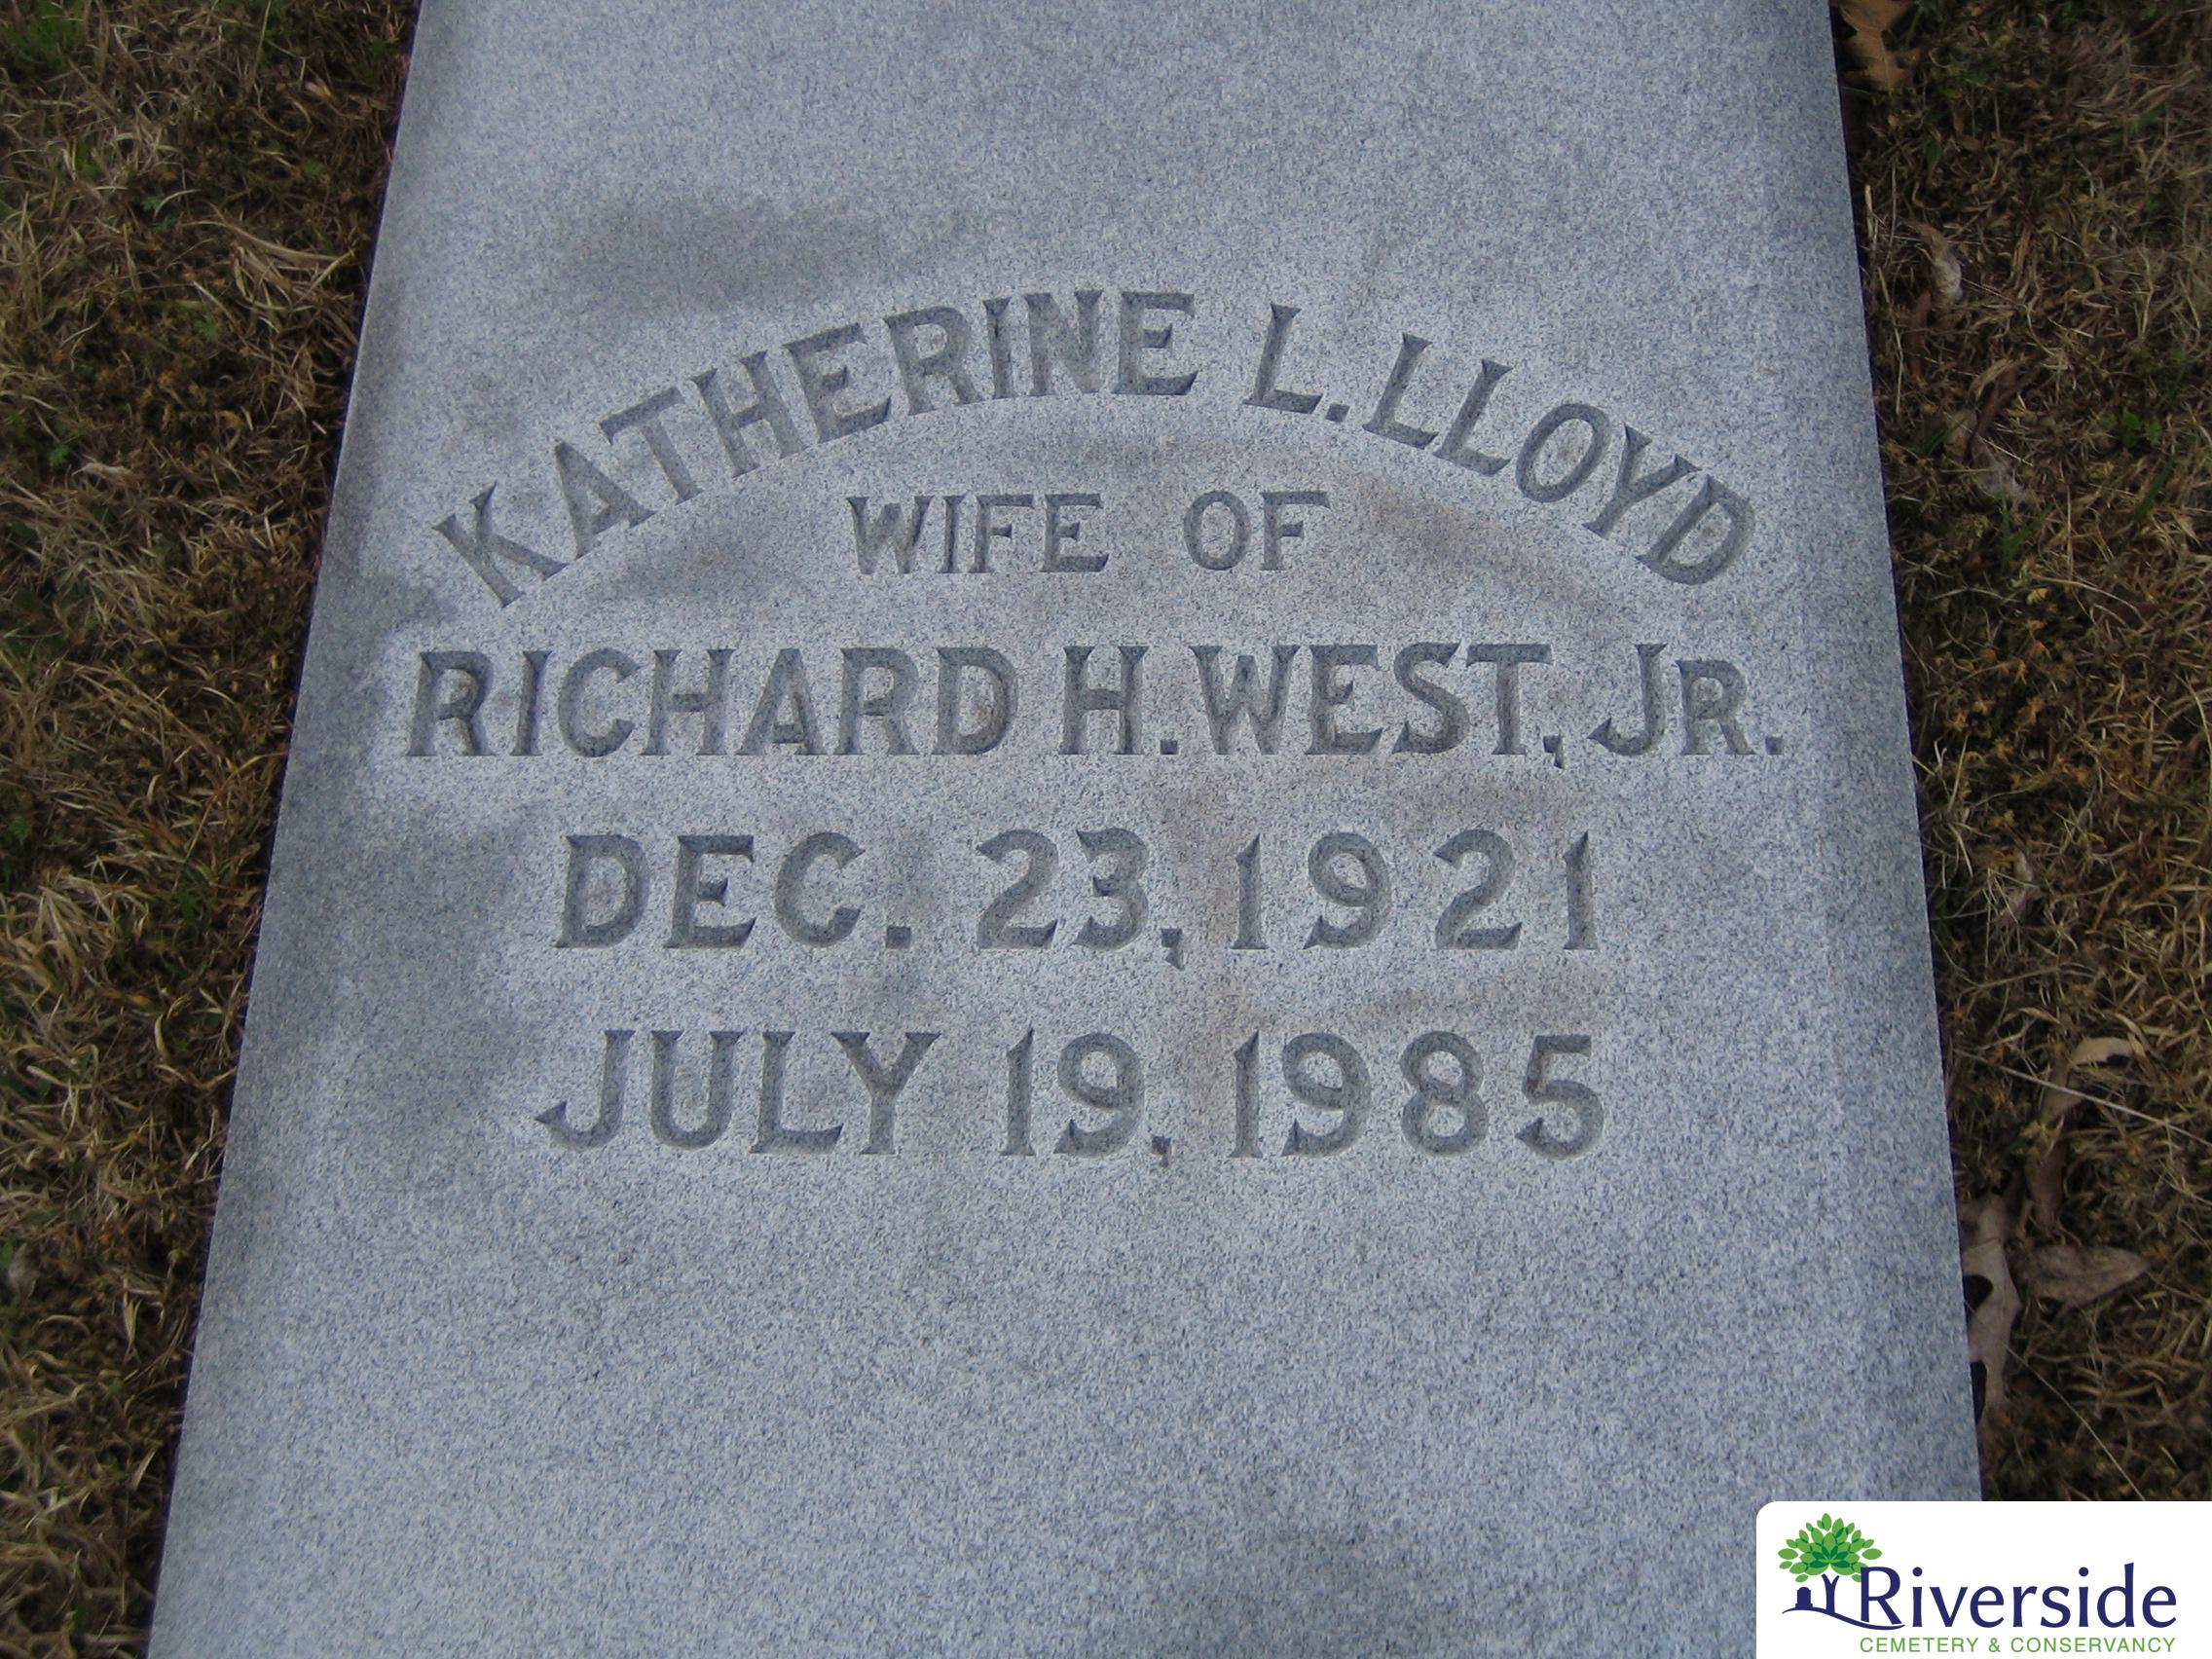 KATHERINE L. LLOYD
WIFE OF
RICHARD H. WEST, JR.
DEC. 23, 1921
JULY 19, 1985
Riverside
CEMETERY & CONSERVANCY